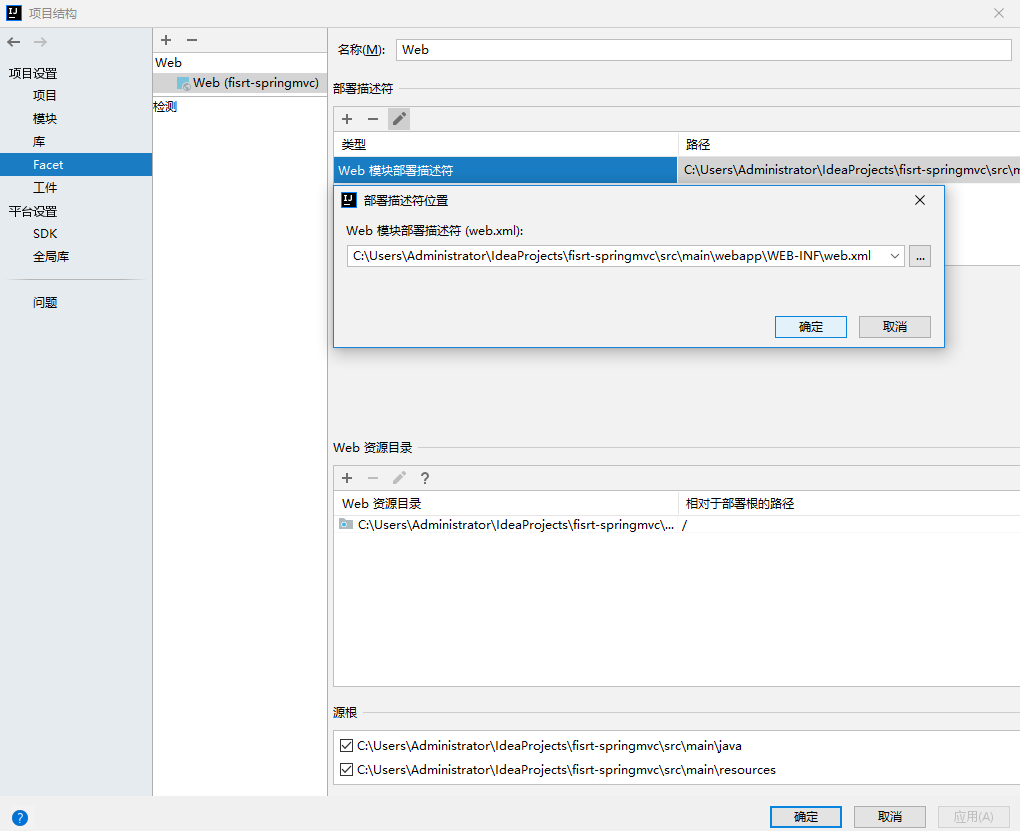 项目结构
项目设置
项目
模块
库
Facet
工件
平台设置
SDK
全局库
问题
Web
Web (fisrt-springmvc)
检测
名称(M): Web
部署描述符
类型 路径
Web 模块部署描述符 C:\Users\Administrator\IdeaProjects\fisrt-springmvc\src\m
部署描述符位置
Web 模块部署描述符 (web.xml):
C:\Users\Administrator\IdeaProjects\fisrt-springmvc\src\main\webapp\WEB-INF\web.xml ...
确定 取消
Web 资源目录
?
Web 资源目录 相对于部署根的路径
C:\Users\Administrator\IdeaProjects\fisrt-springmvc\... /
源根
C:\Users\Administrator\IdeaProjects\fisrt-springmvc\src\main\java
C:\Users\Administrator\IdeaProjects\fisrt-springmvc\src\main\resources
? 确定 取消 应用(A)